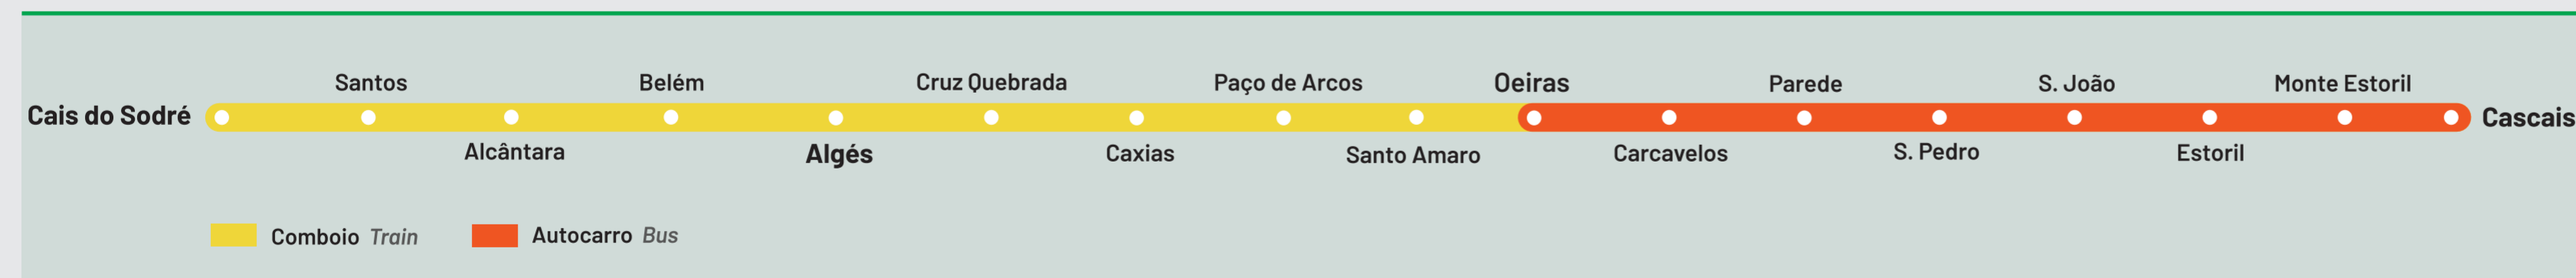 Santos
Belém
Cruz Quebrada
Paço de Arcos
Oeiras
Parede
S. João
Monte Estoril
Cais do Sodré
Cascais
Alcântara
Algés
Caxias
Santo Amaro
Carcavelos
S. Pedro
Estoril
Comboio Train
Autocarro Bus